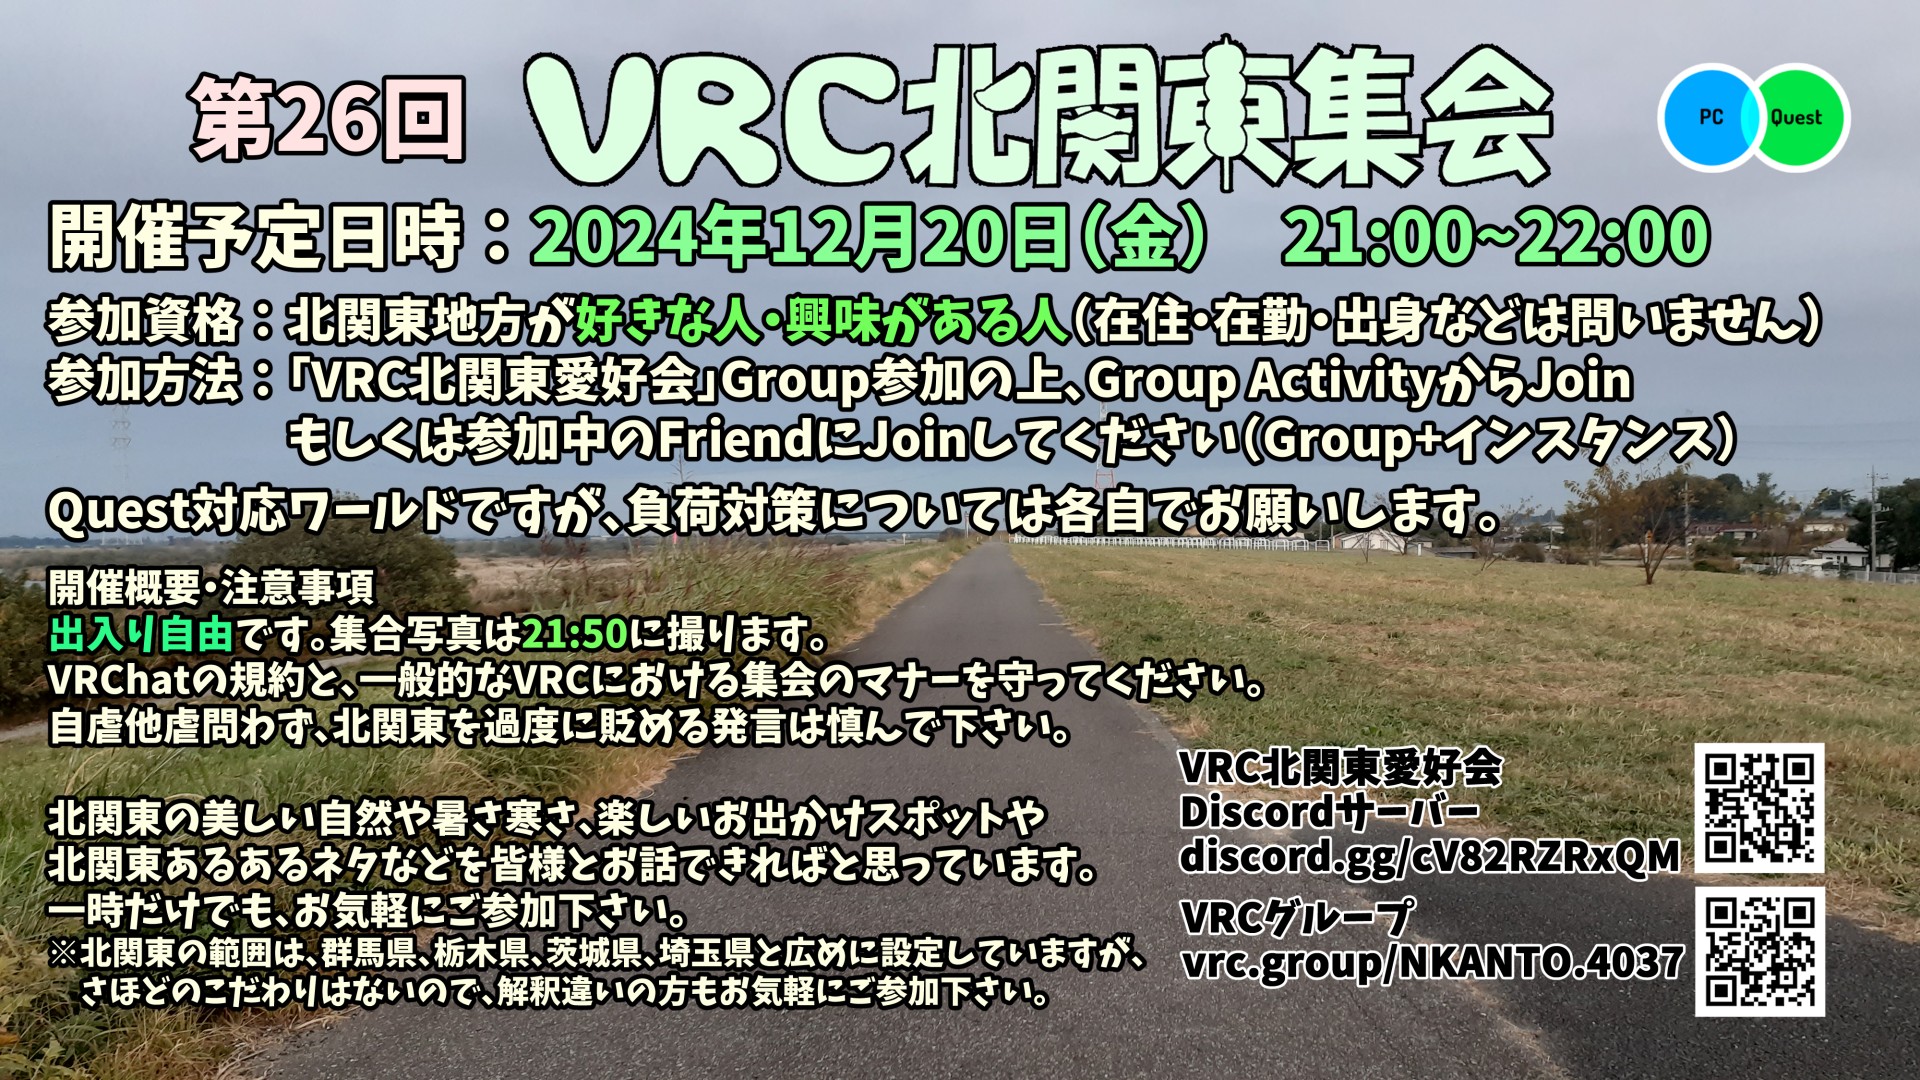 第26回 VRC北関東集会
PC Quest
開催予定日時：2024年12月20日（金） 21:00~22:00
参加資格：北関東地方が好きな人・興味がある人（在住・在勤・出身などは問いません）
参加方法：「VRC北関東愛好会」Group参加の上、Group ActivityからJoin
もしくは参加中のFriendにJoinしてください（Group+インスタンス）
Quest対応ワールドですが、負荷対策については各自でお願いします。
開催概要・注意事項
出入り自由です。集合写真は21:50に撮ります。
VRChatの規約と、一般的なVRCにおける集会のマナーを守ってください。
自虐他虐問わず、北関東を過度に貶める発言は慎んで下さい。
北関東の美しい自然や暑さ寒さ、楽しいお出かけスポットや
北関東あるあるネタなどを皆様とお話できればと思っています。
一時だけでも、お気軽にご参加下さい。
※北関東の範囲は、群馬県、栃木県、茨城県、埼玉県と広めに設定していますが、
さほどのこだわりはないので、解釈違いの方もお気軽にご参加下さい。
VRC北関東愛好会
Discordサーバー
discord.gg/cV82RZRxQM
VRCグループ
vrc.group/NKANTO.4037